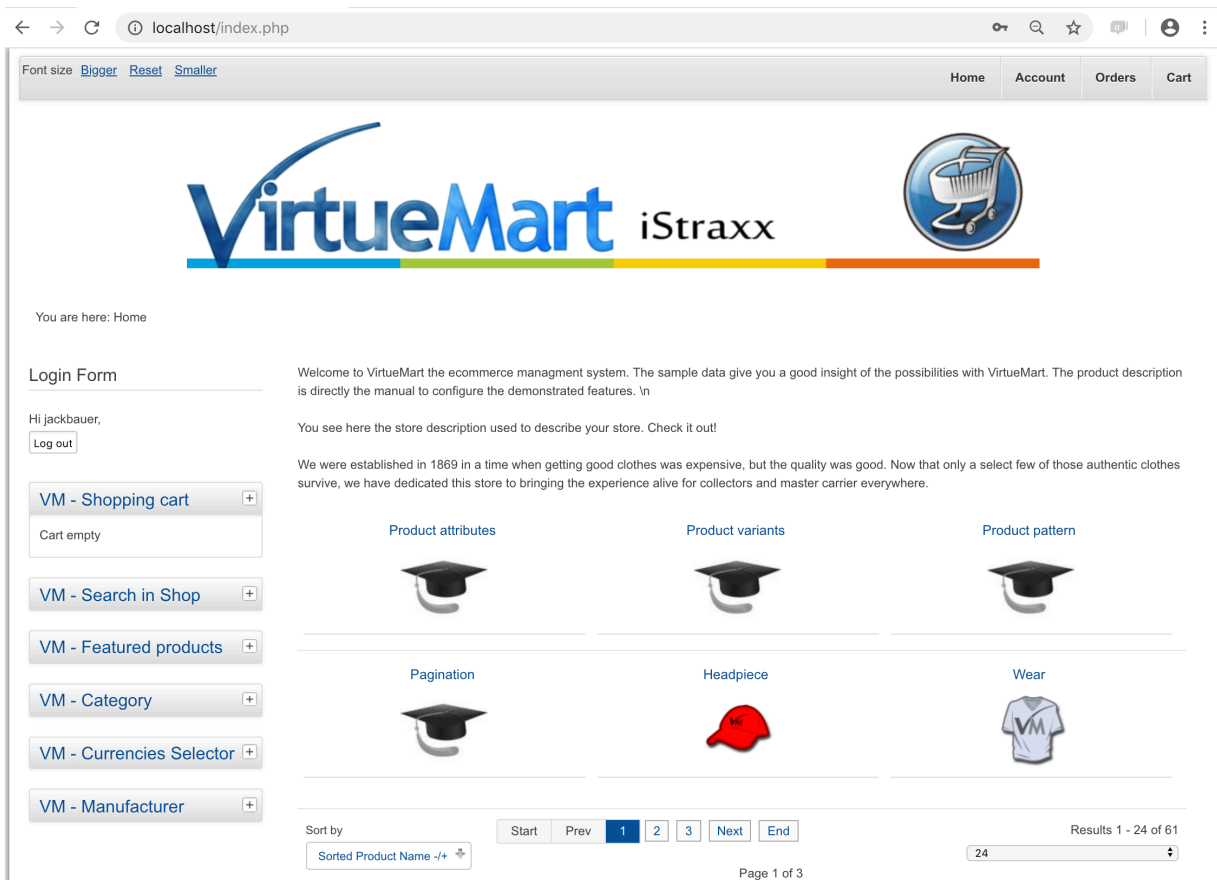 localhost/index.php
Font size Bigger Reset Smaller
Home Account Orders Cart
VirtueMart iStraxx
You are here: Home
Login Form
Hi jackbauer,
Log out
VM - Shopping cart
Cart empty
VM - Search in Shop
VM - Featured products
VM - Category
VM - Currencies Selector
VM - Manufacturer
Welcome to VirtueMart the ecommerce managment system. The sample data give you a good insight of the possibilities with VirtueMart. The product description
is directly the manual to configure the demonstrated features. \n
You see here the store description used to describe your store. Check it out!
We were established in 1869 in a time when getting good clothes was expensive, but the quality was good. Now that only a select few of those authentic clothes
survive, we have dedicated this store to bringing the experience alive for collectors and master carrier everywhere.
Product attributes Product variants Product pattern
Pagination Headpiece Wear
VM
VM
Sort by
Sorted Product Name -/+
Start Prev 1 2 3 Next End
Page 1 of 3
Results 1 - 24 of 61
24